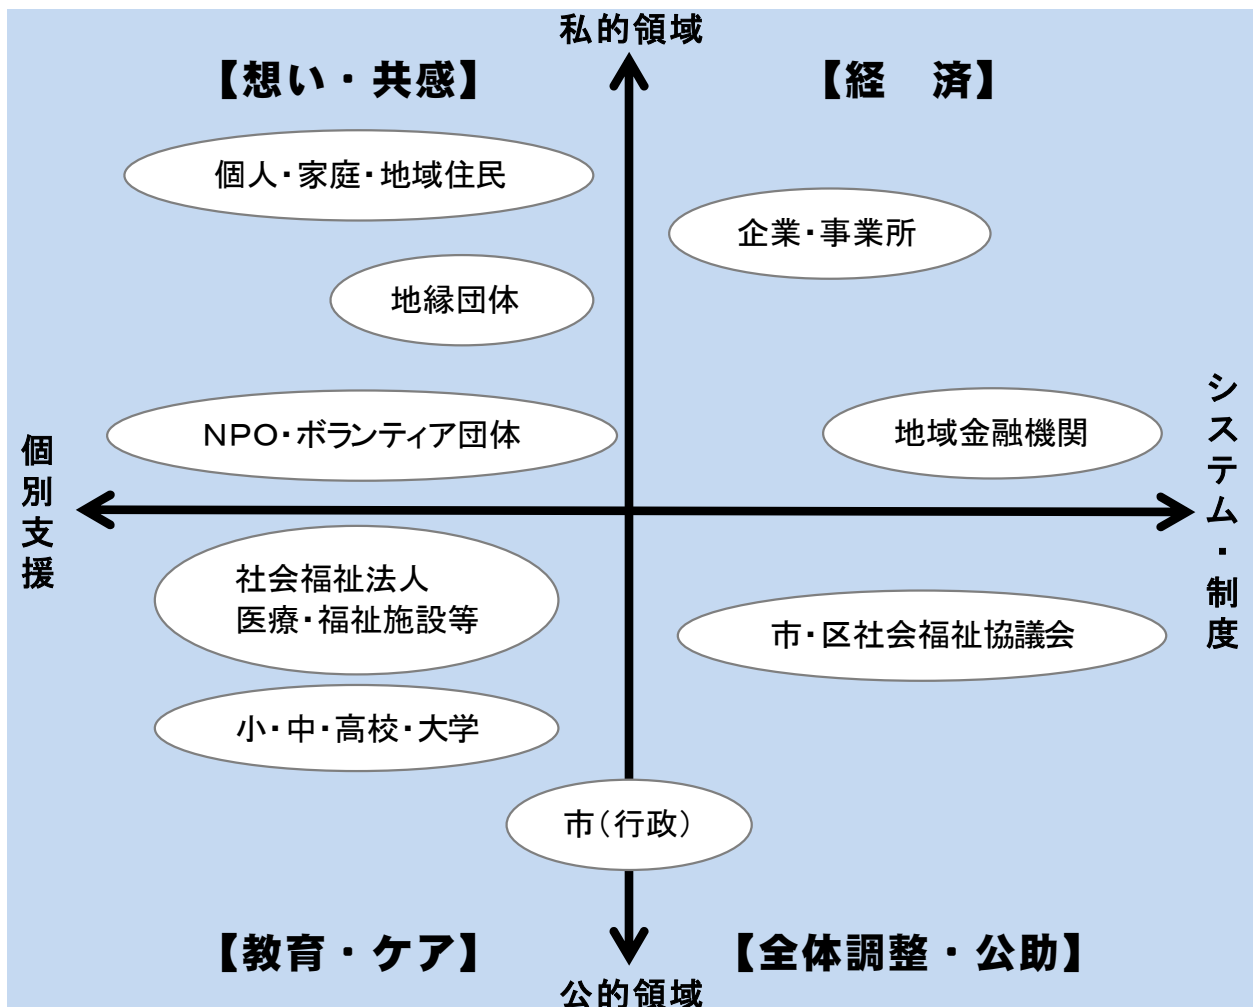 私的領域
【想い・共感】
【経　済】
個人・家庭・地域住民
企業・事業所
地縁団体
NPO・ボランティア団体
地域金融機関
個別支援
システム・制度
社会福祉法人
医療・福祉施設等
市・区社会福祉協議会
小・中・高校・大学
市（行政）
【教育・ケア】
【全体調整・公助】
公的領域